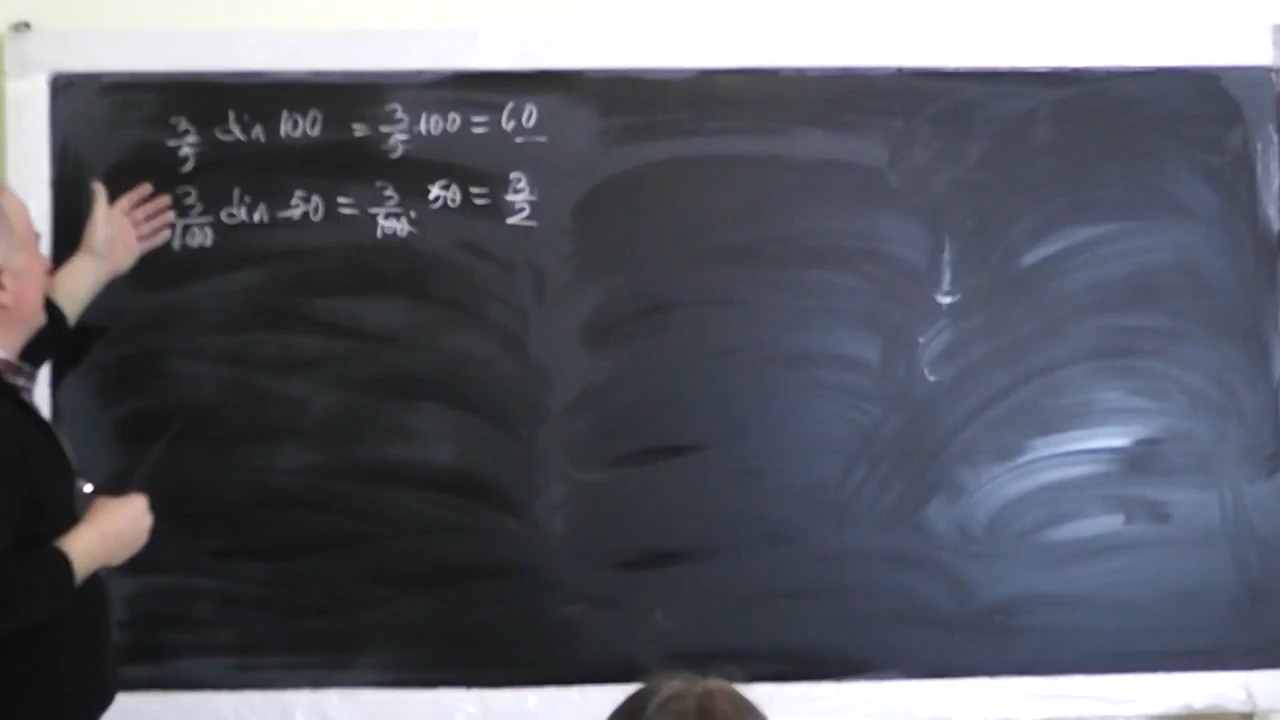 3/5 din 100 = 3/5 · 100 = 60
3/100 din 50 = 3/100 · 50 = 3/2